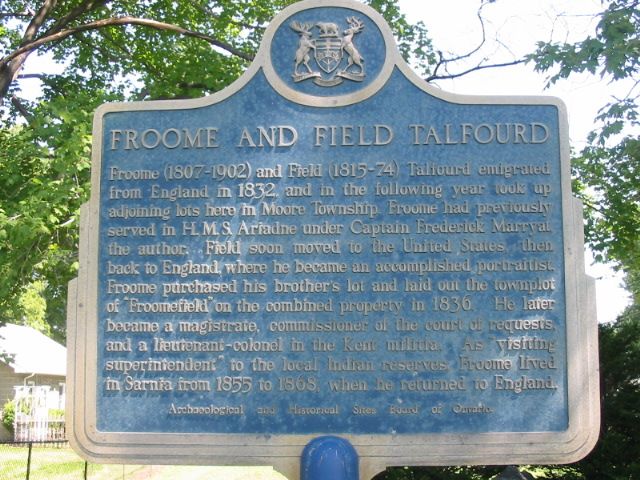 FROOME AND FIELD TALFOURD
Froome (1807-1902) and Field (1815-74) Talfourd emigrated
from England in 1832, and in the following year took up
adjoining lots here in Moore Township. Froome had previously
served in H.M.S. Ariadne under Captain Frederick Marryat,
the author. Field soon moved to the United States, then
back to England, where he became an accomplished portraitist.
Froome purchased his brother's lot and laid out the townplot
of "Froomefield" on the combined property in 1836. He later
became a magistrate, commissioner of the court of requests,
and a lieutenant-colonel in the Kent militia. As "visiting
superintendent" to the local Indian reserves, Froome lived
in Sarnia from 1855 to 1868, when he returned to England.
Archaeological and Historical Sites Board of Ontario.